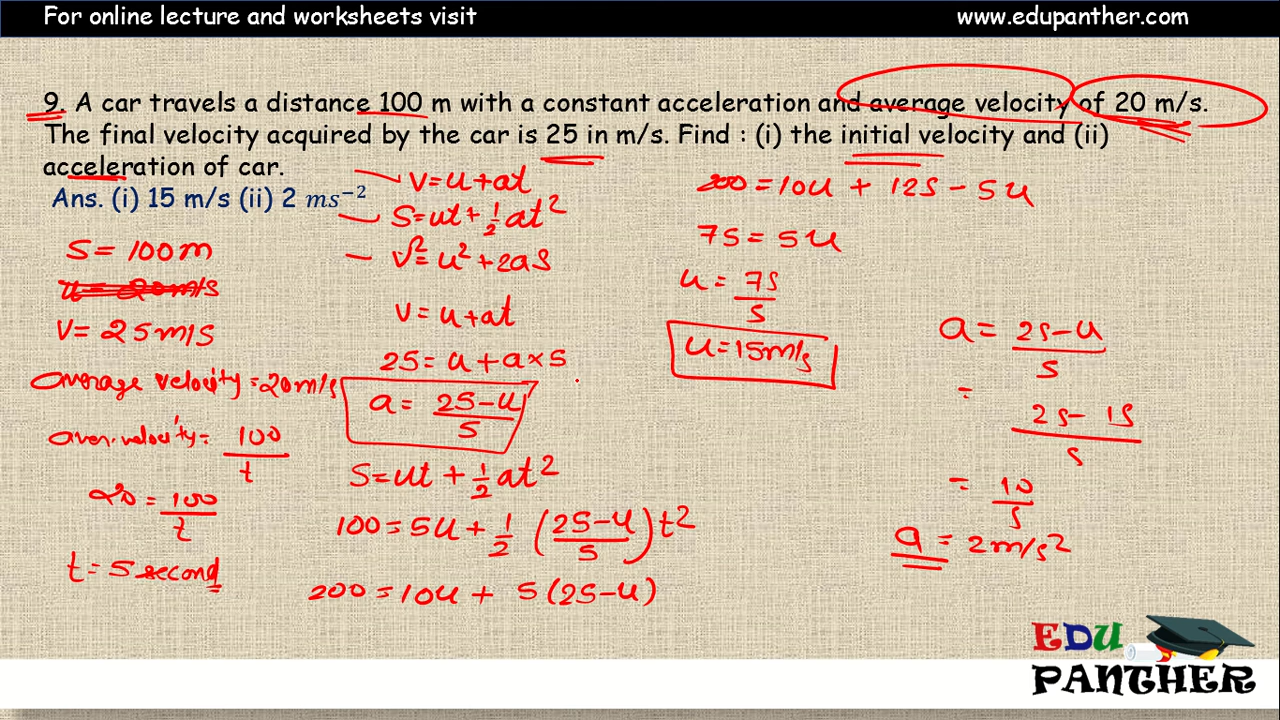 For online lecture and worksheets visit www.edupanther.com
9. A car travels a distance 100 m with a constant acceleration and average velocity of 20 m/s.
The final velocity acquired by the car is 25 in m/s. Find : (i) the initial velocity and (ii)
acceleration of car.
Ans. (i) 15 m/s (ii) 2 ms⁻²
S = 100m
u = 20m/s
V = 25m/s
average velocity = 20m/s
aver. velocity = 100/t
20 = 100/t
t = 5 second
V = u + at
S = ut + 1/2 at²
V² = u² + 2aS
V = u + at
25 = u + a × 5
a = 25-u/5
S = ut + 1/2 at²
100 = 5u + 1/2 (25-u/5) t²
200 = 10u + 5(25-u)
200 = 10u + 125 - 5u
75 = 5u
u = 75/5
u = 15m/s
a = 25-u/5
= 25-15/5
= 10/5
a = 2m/s²
EDU
PANTHER